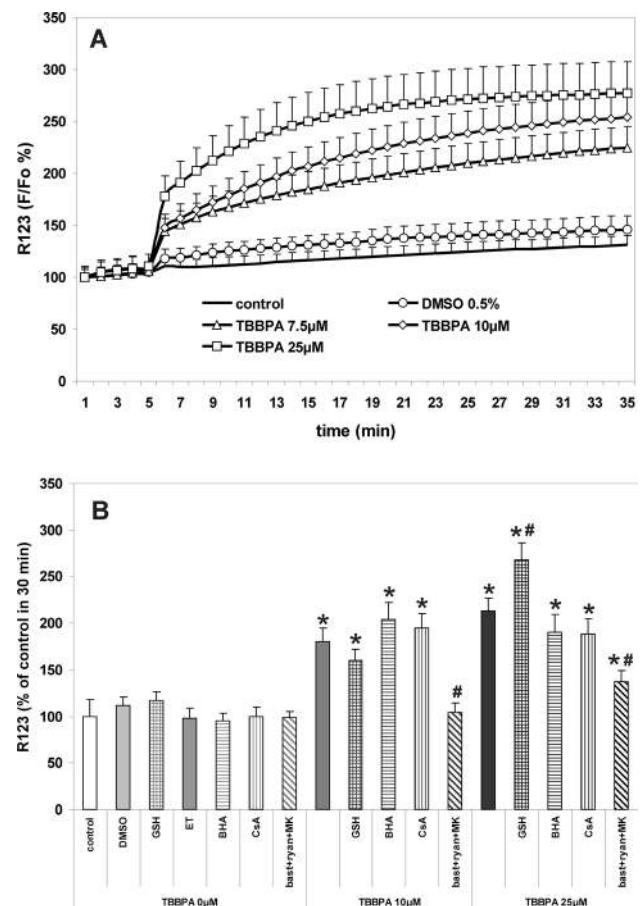 A
R123 (F/Fo %)
350
300
250
200
150
100
50
0
control
DMSO 0.5%
TBBPA 7.5µM
TBBPA 10µM
TBBPA 25µM
1 3 5 7 9 11 13 15 17 19 21 23 25 27 29 31 33 35
time (min)
B
R123 (% of control in 30 min)
350
300
250
200
150
100
50
0
* * * * # * *# * * *#
control DMSO GSH ET BHA CsA bast+ryan+MK GSH BHA CsA bast+ryan+MK GSH BHA CsA bast+ryan+MK
TBBPA 0µM TBBPA 10µM TBBPA 25µM